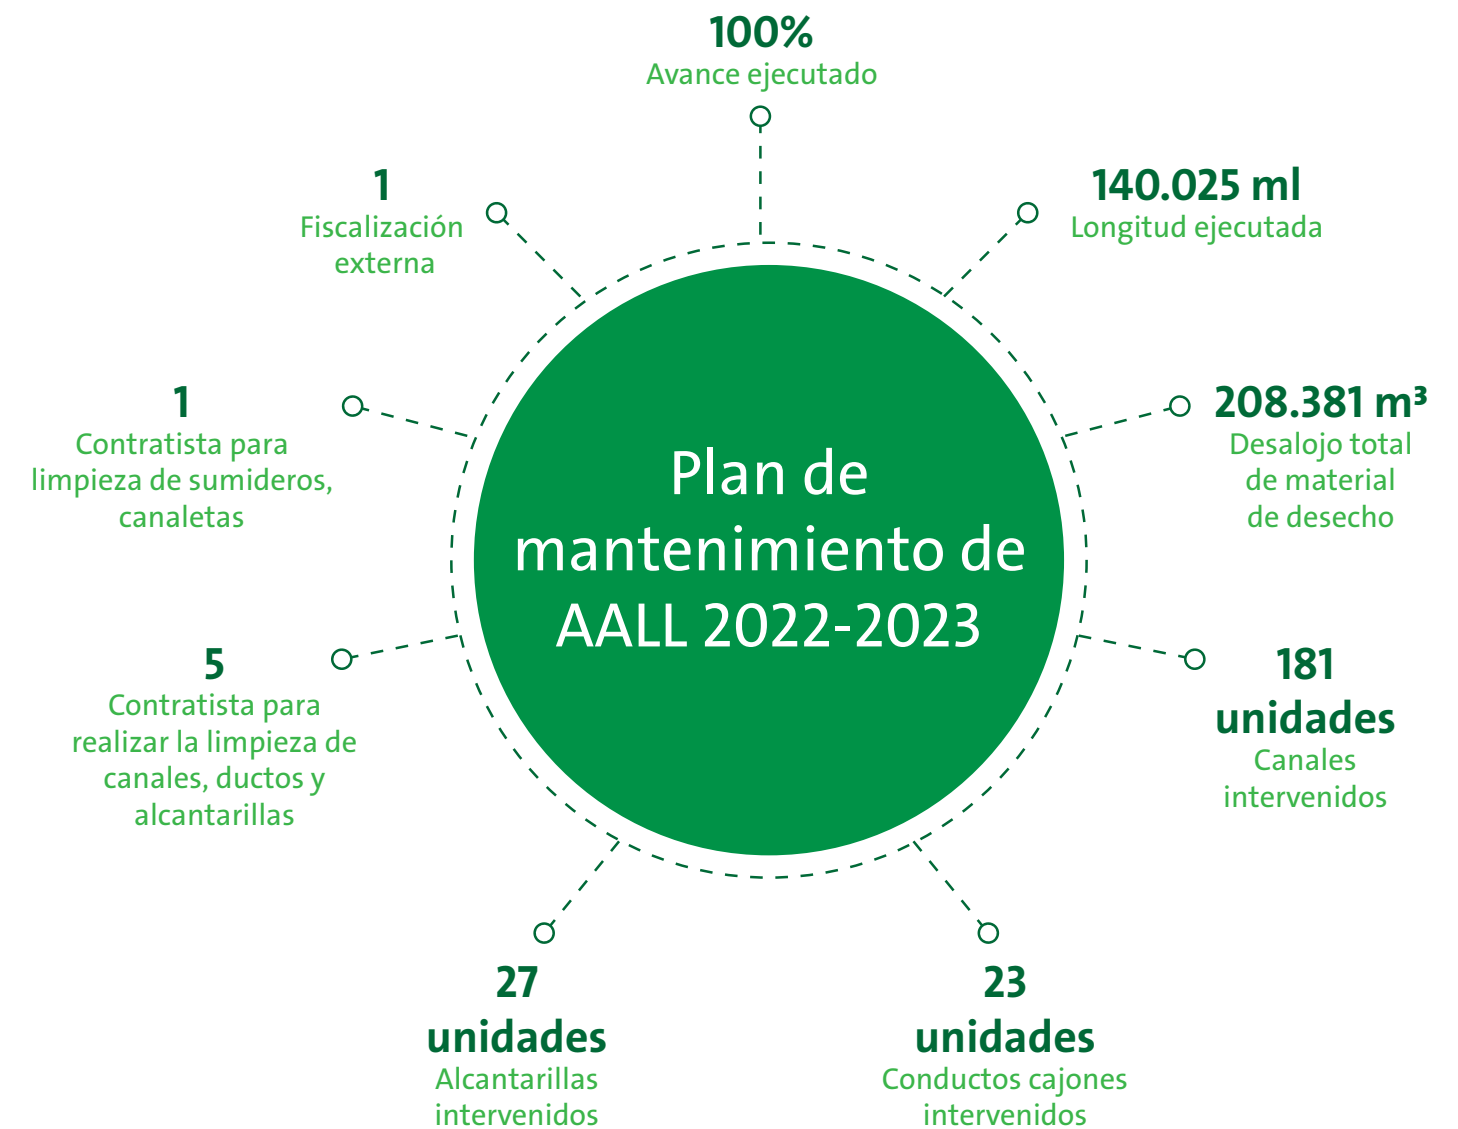 100%
Avance ejecutado
140.025 ml
Longitud ejecutada
208.381 m³
Desalojo total
de material
de desecho
181
unidades
Canales
intervenidos
23
unidades
Conductos cajones
intervenidos
27
unidades
Alcantarillas
intervenidos
5
Contratista para
realizar la limpieza de
canales, ductos y
alcantarillas
1
Contratista para
limpieza de sumideros,
canaletas
1
Fiscalización
externa
Plan de
mantenimiento de
AALL 2022-2023